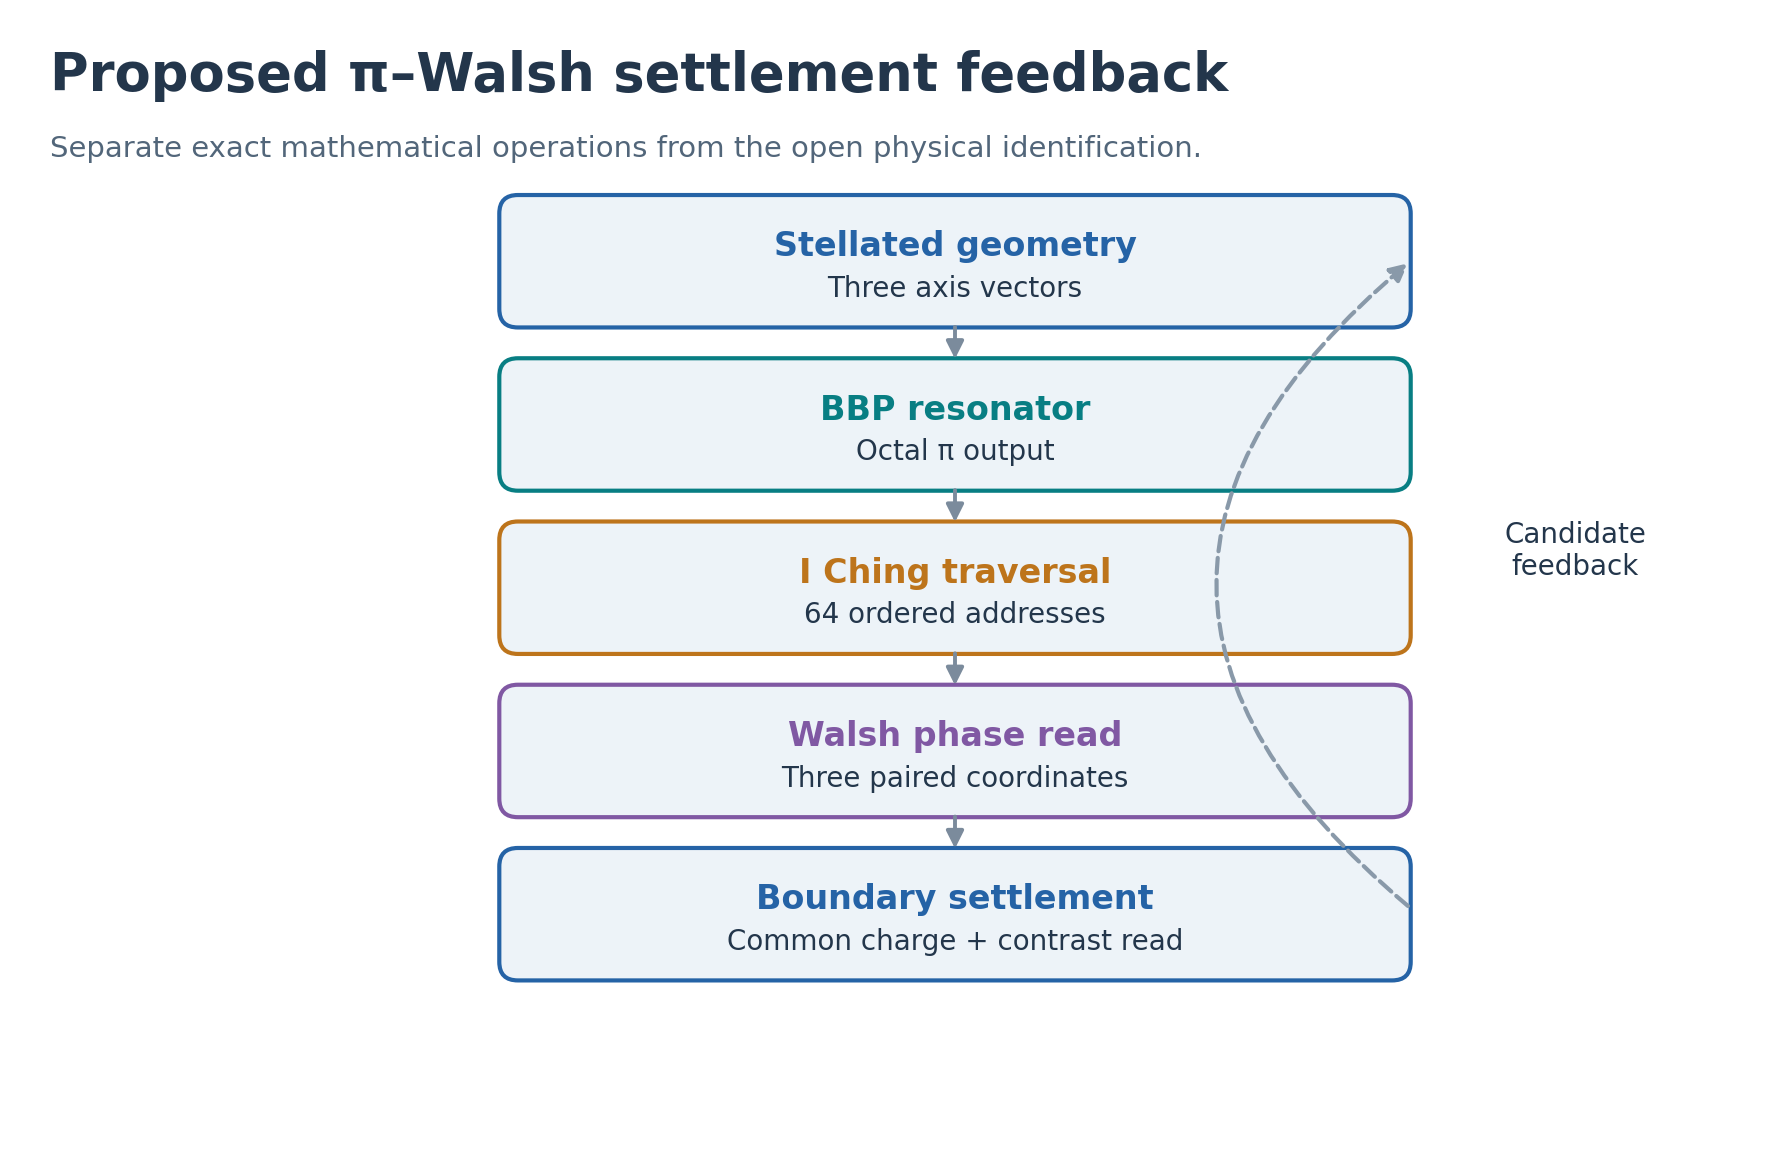 Proposed π–Walsh settlement feedback
Separate exact mathematical operations from the open physical identification.
Stellated geometry
Three axis vectors
BBP resonator
Octal π output
I Ching traversal
64 ordered addresses
Candidate
feedback
Walsh phase read
Three paired coordinates
Boundary settlement
Common charge + contrast read